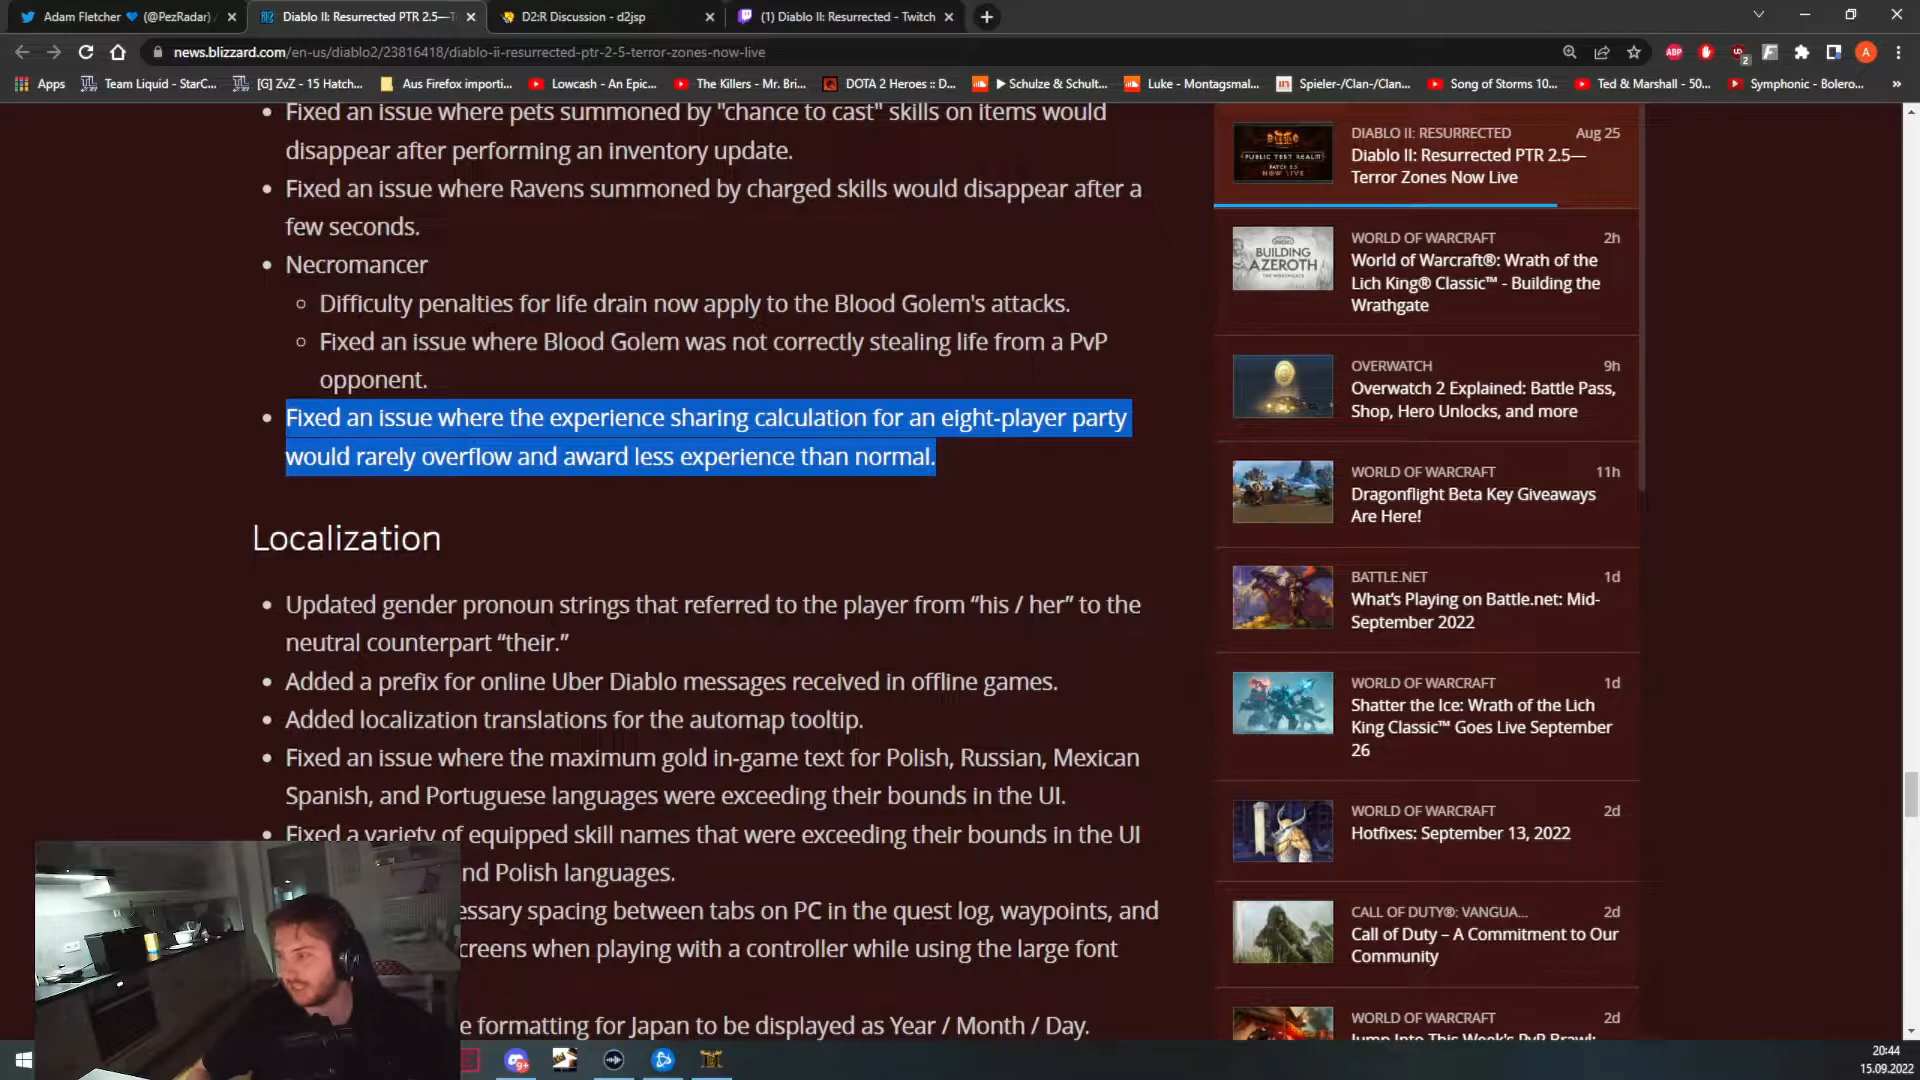 Adam Fletcher 💙 (@PezRadar)
Diablo II: Resurrected PTR 2.5—T
D2:R Discussion - d2jsp
(1) Diablo II: Resurrected - Twitch
news.blizzard.com/en-us/diablo2/23816418/diablo-ii-resurrected-ptr-2-5-terror-zones-now-live
Apps
Team Liquid - StarC...
[G] ZvZ - 15 Hatch...
Aus Firefox importi...
Lowcash - An Epic...
The Killers - Mr. Bri...
DOTA 2 Heroes :: D...
▶ Schulze & Schult...
Luke - Montagsmal...
Spieler-/Clan-/Clan...
Song of Storms 10...
Ted & Marshall - 50...
Symphonic - Bolero...
Fixed an issue where pets summoned by "chance to cast" skills on items would
disappear after performing an inventory update.
Fixed an issue where Ravens summoned by charged skills would disappear after a
few seconds.
Necromancer
Difficulty penalties for life drain now apply to the Blood Golem's attacks.
Fixed an issue where Blood Golem was not correctly stealing life from a PvP
opponent.
Fixed an issue where the experience sharing calculation for an eight-player party
would rarely overflow and award less experience than normal.
Localization
Updated gender pronoun strings that referred to the player from “his / her” to the
neutral counterpart “their.”
Added a prefix for online Uber Diablo messages received in offline games.
Added localization translations for the automap tooltip.
Fixed an issue where the maximum gold in-game text for Polish, Russian, Mexican
Spanish, and Portuguese languages were exceeding their bounds in the UI.
Fixed a variety of equipped skill names that were exceeding their bounds in the UI
nd Polish languages.
essary spacing between tabs on PC in the quest log, waypoints, and
creens when playing with a controller while using the large font
e formatting for Japan to be displayed as Year / Month / Day.
PUBLIC TEST REALM
NOW LIVE
DIABLO II: RESURRECTED
Aug 25
Diablo II: Resurrected PTR 2.5—
Terror Zones Now Live
BUILDING
AZEROTH
WORLD OF WARCRAFT
2h
World of Warcraft®: Wrath of the
Lich King® Classic™ - Building the
Wrathgate
OVERWATCH
9h
Overwatch 2 Explained: Battle Pass,
Shop, Hero Unlocks, and more
WORLD OF WARCRAFT
11h
Dragonflight Beta Key Giveaways
Are Here!
BATTLE.NET
1d
What’s Playing on Battle.net: Mid-
September 2022
WORLD OF WARCRAFT
1d
Shatter the Ice: Wrath of the Lich
King Classic™ Goes Live September
26
WORLD OF WARCRAFT
2d
Hotfixes: September 13, 2022
CALL OF DUTY®: VANGUA...
2d
Call of Duty – A Commitment to Our
Community
WORLD OF WARCRAFT
2d
Jump Into This Week's PvP Brawl:
20:44
15.09.2022